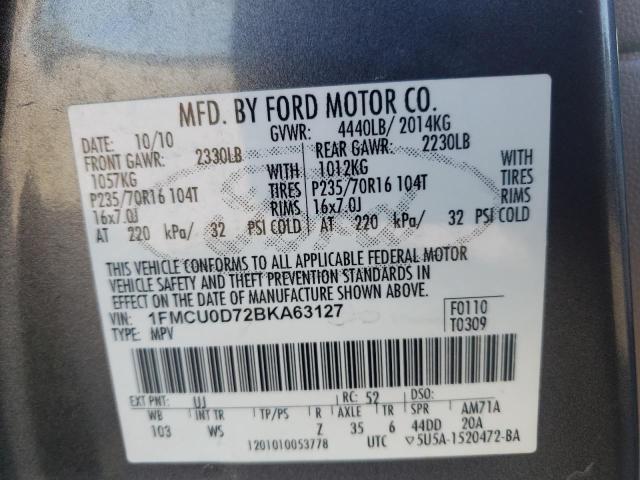 MFD. BY FORD MOTOR CO.
DATE: 10/10 GVWR: 4440LB/ 2014KG
FRONT GAWR: 2330LB REAR GAWR: 2230LB
1057KG WITH 1012KG WITH
P235/70R16 104T TIRES P235/70R16 104T TIRES
16x7.0J RIMS 16x7.0J RIMS
AT 220 kPa/ 32 PSI COLD AT 220 kPa/ 32 PSI COLD
Ford
THIS VEHICLE CONFORMS TO ALL APPLICABLE FEDERAL MOTOR
VEHICLE SAFETY AND THEFT PREVENTION STANDARDS IN
EFFECT ON THE DATE OF MANUFACTURE SHOWN ABOVE.
VIN: 1FMCU0D72BKA63127 F0110
TYPE: MPV T0309
EXT PNT: UJ RC: 52 DSO:
WB INT TR TP/PS R AXLE TR SPR AM71A
103 WS Z 35 6 44DD 20A
1201010053778 UTC ▽5U5A-1520472-BA